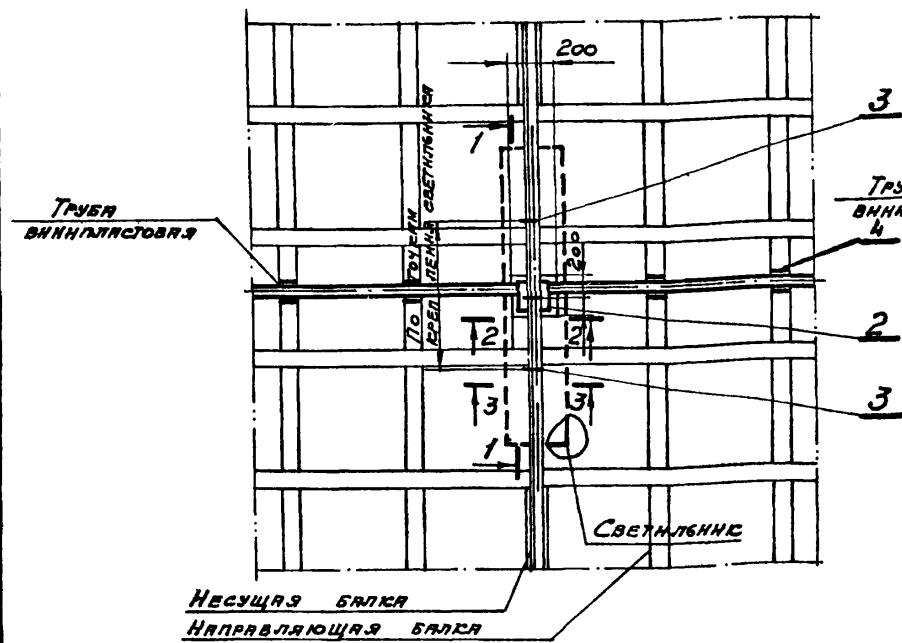 200
3
1
Труба
винипластовая
По точкам
крепления светильника
200
Тру
вини
4
2
2
2
3
3
3
1
Светильник
Несущая балка
Направляющая балка